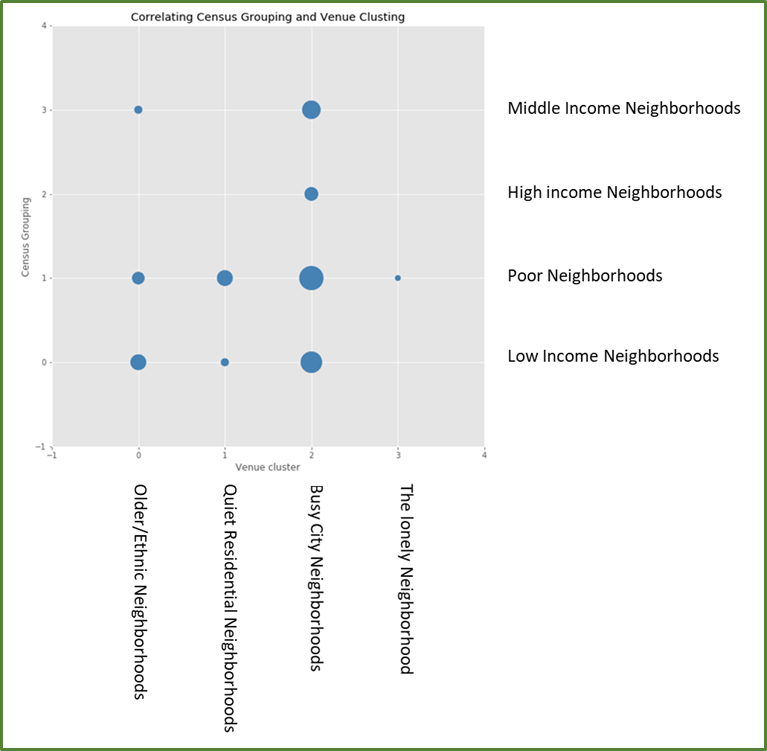 Correlating Census Grouping and Venue Clusting
4
3
2
1
0
−1
Census Grouping
Middle Income Neighborhoods
High income Neighborhoods
Poor Neighborhoods
Low Income Neighborhoods
−1 0 1 2 3 4
Venue cluster
Older/Ethnic Neighborhoods
Quiet Residential Neighborhoods
Busy City Neighborhoods
The lonely Neighborhood